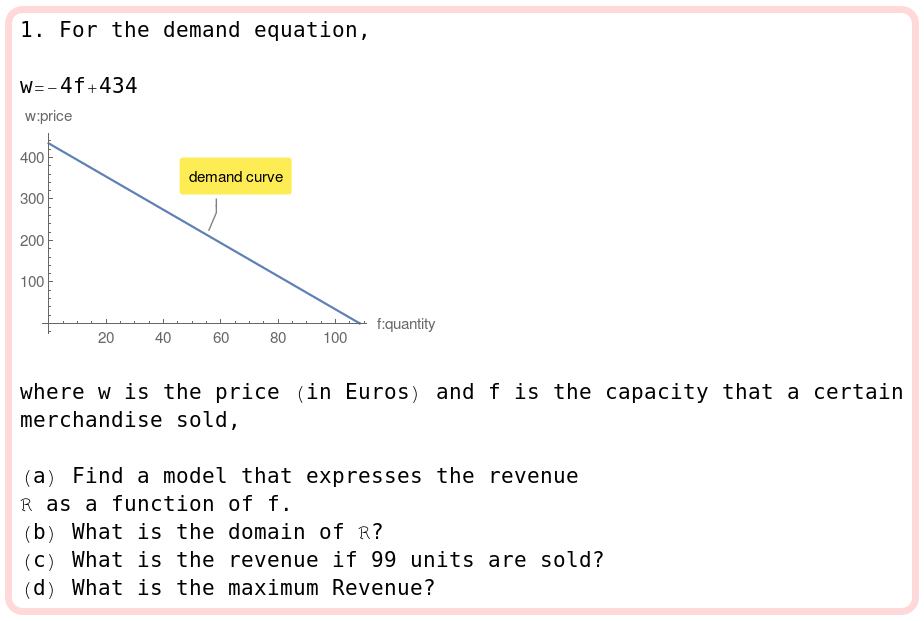 1. For the demand equation,
w=-4f+434
w:price
demand curve
400
300
200
100
20 40 60 80 100
f:quantity
where w is the price (in Euros) and f is the capacity that a certain
merchandise sold,
(a) Find a model that expresses the revenue
ℛ as a function of f.
(b) What is the domain of ℛ?
(c) What is the revenue if 99 units are sold?
(d) What is the maximum Revenue?